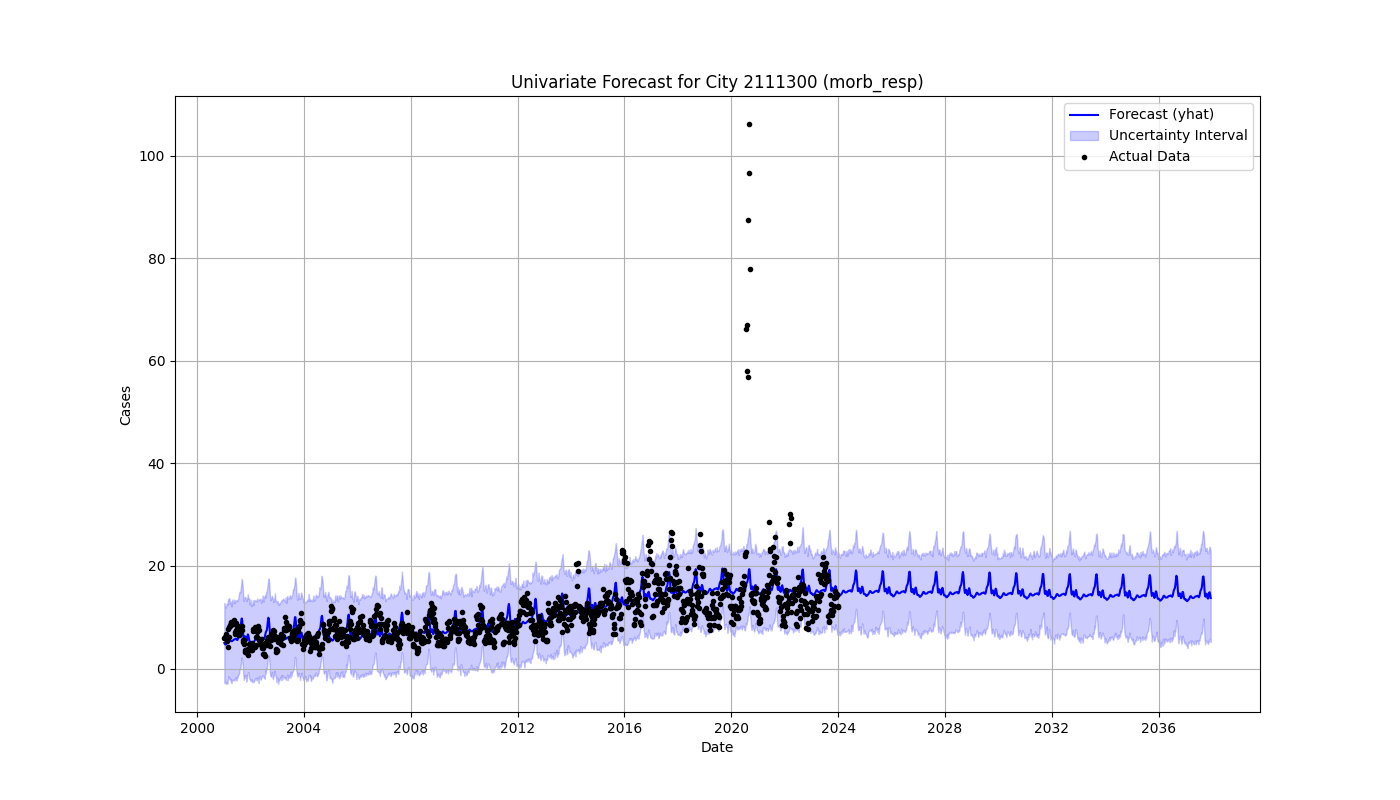 Univariate Forecast for City 2111300 (morb_resp)
Forecast (yhat)
Uncertainty Interval
Actual Data
100
80
60
40
20
0
Cases
2000 2004 2008 2012 2016 2020 2024 2028 2032 2036
Date